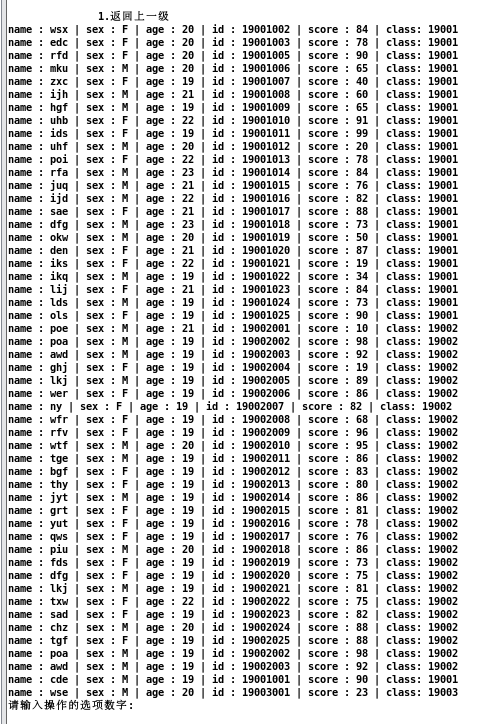 1.返回上一级
name : wsx | sex : F | age : 20 | id : 19001002 | score : 84 | class: 19001
name : edc | sex : F | age : 20 | id : 19001003 | score : 78 | class: 19001
name : rfd | sex : F | age : 20 | id : 19001005 | score : 90 | class: 19001
name : mku | sex : M | age : 20 | id : 19001006 | score : 65 | class: 19001
name : zxc | sex : F | age : 19 | id : 19001007 | score : 40 | class: 19001
name : ijh | sex : M | age : 21 | id : 19001008 | score : 60 | class: 19001
name : hgf | sex : M | age : 19 | id : 19001009 | score : 65 | class: 19001
name : uhb | sex : F | age : 22 | id : 19001010 | score : 91 | class: 19001
name : ids | sex : F | age : 19 | id : 19001011 | score : 99 | class: 19001
name : uhf | sex : M | age : 20 | id : 19001012 | score : 20 | class: 19001
name : poi | sex : F | age : 22 | id : 19001013 | score : 78 | class: 19001
name : rfa | sex : M | age : 23 | id : 19001014 | score : 84 | class: 19001
name : juq | sex : M | age : 21 | id : 19001015 | score : 76 | class: 19001
name : ijd | sex : M | age : 22 | id : 19001016 | score : 82 | class: 19001
name : sae | sex : F | age : 21 | id : 19001017 | score : 88 | class: 19001
name : dfg | sex : M | age : 23 | id : 19001018 | score : 73 | class: 19001
name : okw | sex : M | age : 20 | id : 19001019 | score : 50 | class: 19001
name : den | sex : F | age : 21 | id : 19001020 | score : 87 | class: 19001
name : iks | sex : F | age : 22 | id : 19001021 | score : 19 | class: 19001
name : ikq | sex : M | age : 19 | id : 19001022 | score : 34 | class: 19001
name : lij | sex : F | age : 21 | id : 19001023 | score : 84 | class: 19001
name : lds | sex : M | age : 19 | id : 19001024 | score : 73 | class: 19001
name : ols | sex : F | age : 19 | id : 19001025 | score : 90 | class: 19001
name : poe | sex : M | age : 21 | id : 19002001 | score : 10 | class: 19002
name : poa | sex : M | age : 19 | id : 19002002 | score : 98 | class: 19002
name : awd | sex : M | age : 19 | id : 19002003 | score : 92 | class: 19002
name : ghj | sex : F | age : 19 | id : 19002004 | score : 19 | class: 19002
name : lkj | sex : M | age : 19 | id : 19002005 | score : 89 | class: 19002
name : wer | sex : F | age : 19 | id : 19002006 | score : 86 | class: 19002
name : ny | sex : F | age : 19 | id : 19002007 | score : 82 | class: 19002
name : wfr | sex : F | age : 19 | id : 19002008 | score : 68 | class: 19002
name : rfv | sex : F | age : 19 | id : 19002009 | score : 96 | class: 19002
name : wtf | sex : M | age : 20 | id : 19002010 | score : 95 | class: 19002
name : tge | sex : M | age : 19 | id : 19002011 | score : 86 | class: 19002
name : bgf | sex : F | age : 19 | id : 19002012 | score : 83 | class: 19002
name : thy | sex : F | age : 19 | id : 19002013 | score : 80 | class: 19002
name : jyt | sex : M | age : 19 | id : 19002014 | score : 86 | class: 19002
name : grt | sex : F | age : 19 | id : 19002015 | score : 81 | class: 19002
name : yut | sex : F | age : 19 | id : 19002016 | score : 78 | class: 19002
name : qws | sex : F | age : 19 | id : 19002017 | score : 76 | class: 19002
name : piu | sex : M | age : 20 | id : 19002018 | score : 86 | class: 19002
name : fds | sex : F | age : 19 | id : 19002019 | score : 73 | class: 19002
name : dfg | sex : F | age : 19 | id : 19002020 | score : 75 | class: 19002
name : lkj | sex : M | age : 19 | id : 19002021 | score : 81 | class: 19002
name : txw | sex : F | age : 22 | id : 19002022 | score : 75 | class: 19002
name : sad | sex : F | age : 19 | id : 19002023 | score : 82 | class: 19002
name : chz | sex : M | age : 20 | id : 19002024 | score : 88 | class: 19002
name : tgf | sex : F | age : 19 | id : 19002025 | score : 88 | class: 19002
name : poa | sex : M | age : 19 | id : 19002002 | score : 98 | class: 19002
name : awd | sex : M | age : 19 | id : 19002003 | score : 92 | class: 19002
name : cde | sex : M | age : 19 | id : 19001001 | score : 90 | class: 19001
name : wse | sex : M | age : 20 | id : 19003001 | score : 23 | class: 19003
请输入操作的选项数字: